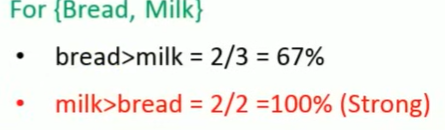 For {Bread, Milk}
• bread>milk = 2/3 = 67%
• milk>bread = 2/2 =100% (Strong)